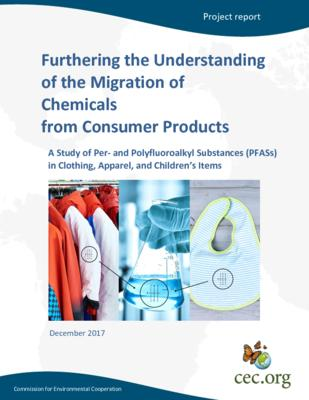 Project report
Furthering the Understanding
of the Migration of
Chemicals
from Consumer Products
A Study of Per- and Polyfluoroalkyl Substances (PFASs)
in Clothing, Apparel, and Children's Items
December 2017
cec.org
Commission for Environmental Cooperation